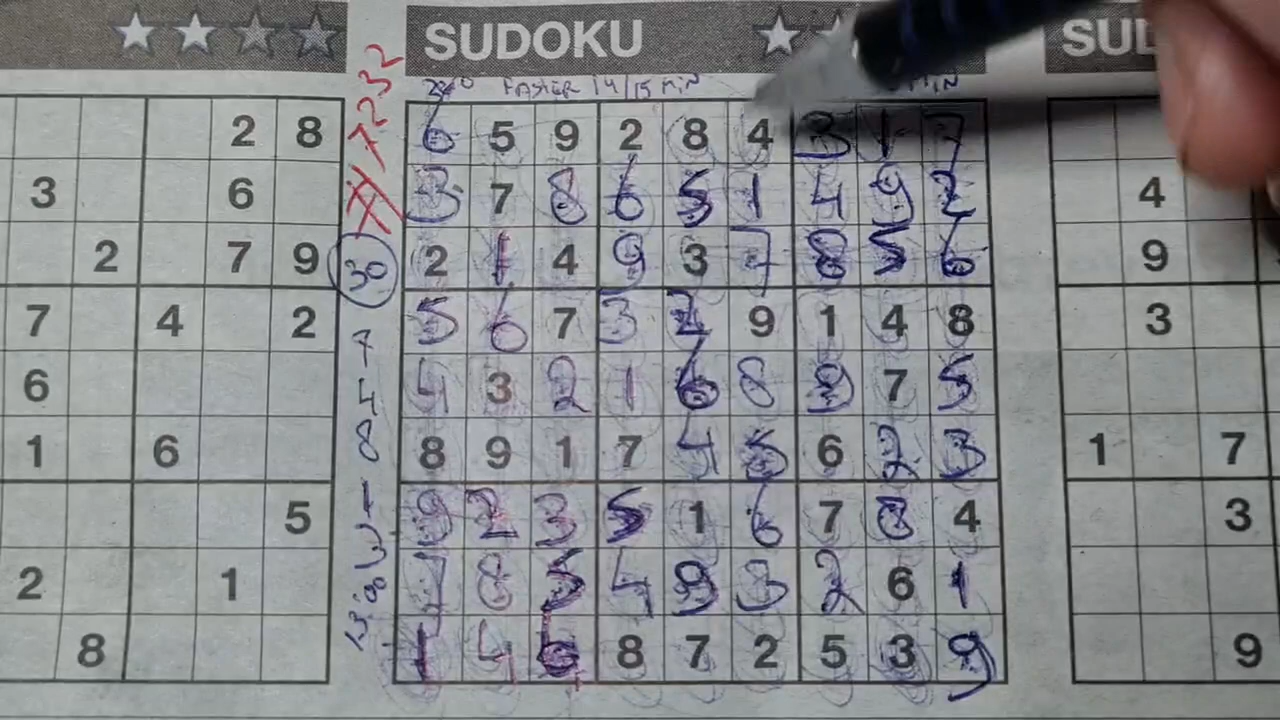 SUDOKU
SUD
FASTER 14/15 MIN
MIN
2 8
3 6
2 7 9
7 4 2
6
1 6
5
2 1
8
30
6 5 9 2 8 4 3 1 7
3 7 8 6 5 1 4 9 2
2 1 4 9 3 7 8 5 6
5 6 7 3 2 9 1 4 8
4 3 2 1 6 8 9 7 5
8 9 1 7 4 5 6 2 3
9 2 3 5 1 6 7 8 4
7 8 5 4 9 3 2 6 1
1 4 6 8 7 2 5 3 9
4
9
3
1 7
3
9